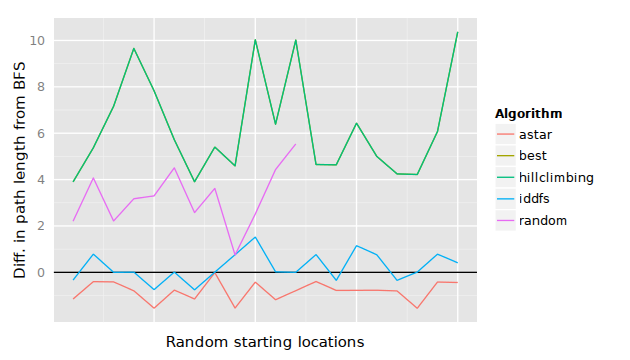 Diff. in path length from BFS
10
8
6
4
2
0
Random starting locations
Algorithm
astar
best
hillclimbing
iddfs
random